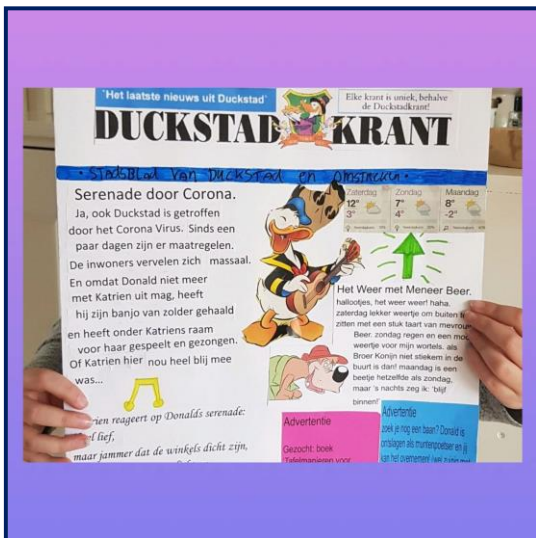 'Het laatste nieuws uit Duckstad'
Elke krant is uniek, behalve
de Duckstadkrant!
DUCKSTAD KRANT
• StadsBlad van Duckstad en omstreken •
Serenade door Corona.
Ja, ook Duckstad is getroffen
door het Corona Virus. Sinds een
paar dagen zijn er maatregelen.
De inwoners vervelen zich massaal.
En omdat Donald niet meer
met Katrien uit mag, heeft
hij zijn banjo van zolder gehaald
en heeft onder Katriens raam
voor haar gespeelt en gezongen.
Of Katrien hier nou heel blij mee
was...
reageert op Donalds serenade:
lief,
maar jammer dat de winkels dicht zijn,
Zaterdag
12°
3°
Zondag
7°
4°
Maandag
8°
-2°
Het Weer met Meneer Beer.
hallootjes, het weer weer! haha.
zaterdag lekker weertje om buiten te
zitten met een stuk taart van mevrouw
Beer. zondag regen en een mooi
weertje voor mijn wortels. als
Broer Konijn niet stiekem in de
buurt is dan! maandag is een
beetje hetzelfde als zondag,
maar 's nachts zeg ik: 'blijf
binnen!'
Advertentie
Gezocht: boek
'Tafelmanieren voor
Advertentie
zoek je nog een baan? Donald is
ontslagen als muntenpoetser en jij
kan het overnemen! (wel zuinig met